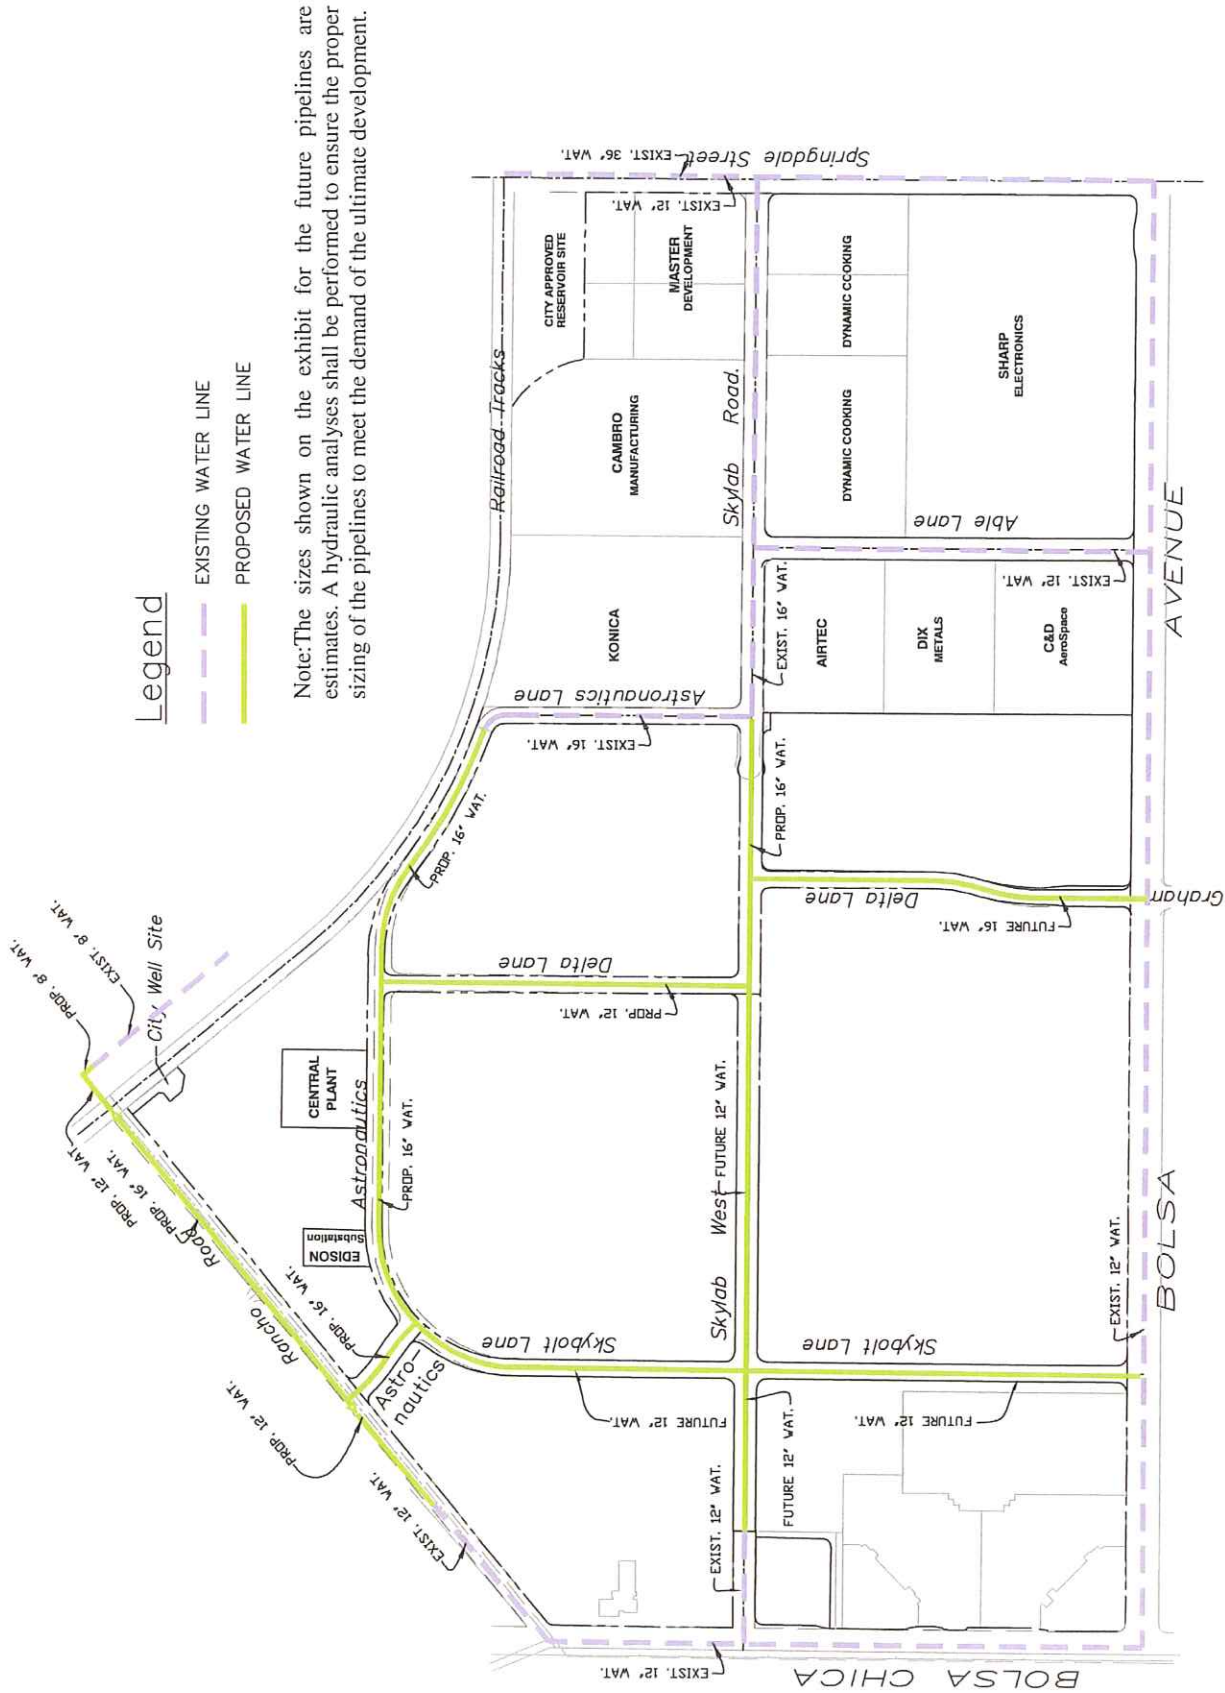 Legend
EXISTING WATER LINE
PROPOSED WATER LINE
Note:The sizes shown on the exhibit for the future pipelines are
estimates. A hydraulic analyses shall be performed to ensure the proper
sizing of the pipelines to meet the demand of the ultimate development.
PROP. 8" WAT.
EXIST. 8" WAT.
City Well Site
PROP. 12" WAT.
PROP. 16" WAT.
Rancho Road
CENTRAL
PLANT
EDISON
Substation
Astronautics
PROP. 16" WAT.
PROP. 16" WAT.
Astro-
nautics
PROP. 12" WAT.
EXIST. 12" WAT.
Railroad Tracks
PROP. 16" WAT.
Astronautics Lane
EXIST. 16" WAT.
KONICA
CAMBRO
MANUFACTURING
CITY APPROVED
RESERVOIR SITE
MASTER
DEVELOPMENT
EXIST. 36" WAT.
Springdale Street
EXIST. 12" WAT.
Delta Lane
PROP. 12" WAT.
Skybolt Lane
FUTURE 12" WAT.
Skylab West
FUTURE 12" WAT.
Skylab Road.
EXIST. 16" WAT.
PROP. 16" WAT.
EXIST. 12" WAT.
FUTURE 12" WAT.
EXIST. 12" WAT.
Skybolt Lane
FUTURE 12" WAT.
Delta Lane
FUTURE 16" WAT.
AIRTEC
DIX
METALS
C&D
AeroSpace
Able Lane
EXIST. 12" WAT.
DYNAMIC COOKING
DYNAMIC COOKING
SHARP
ELECTRONICS
EXIST. 12" WAT.
Graham
BOLSA AVENUE
BOLSA CHICA